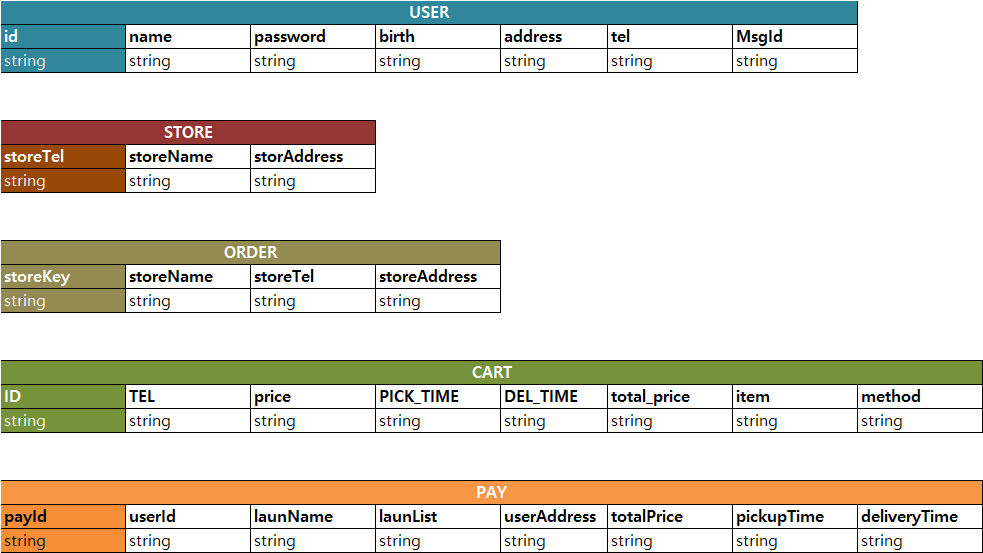 USER
id name password birth address tel MsgId
string string string string string string string
STORE
storeTel storeName storAddress
string string string
ORDER
storeKey storeName storeTel storeAddress
string string string string
CART
ID TEL price PICK_TIME DEL_TIME total_price item method
string string string string string string string string
PAY
payId userId launName launList userAddress totalPrice pickupTime deliveryTime
string string string string string string string string